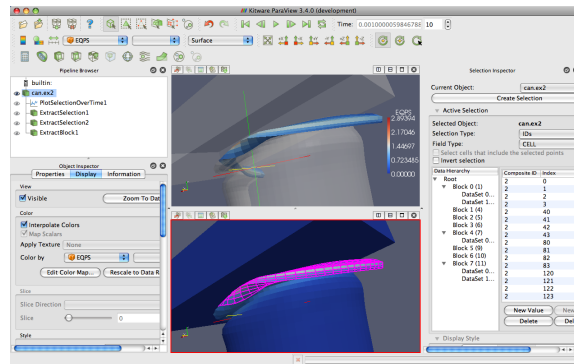 Kitware ParaView 3.4.0 (development)
Time: 0.0010000059846788 10
EQPS
Surface
Pipeline Browser
builtin:
can.ex2
PlotSelectionOverTime1
ExtractSelection1
ExtractSelection2
ExtractBlock1
Object Inspector
Properties Display Information
View
Visible
Zoom To Dat
Color
Interpolate Colors
Map Scalars
Apply Texture None
Color by EQPS
Edit Color Map... Rescale to Data R
Slice
Slice Direction
Slice 0
Style
EQPS
2.89394
2.17046
1.44697
0.723485
0.00000
Selection Inspector
Current Object: can.ex2
Create Selection
Active Selection
Selected Object: can.ex2
Selection Type: IDs
Field Type: CELL
Select cells that include the selected points
Invert selection
Data Hierarchy
Root
Block 0 (1)
DataSet 0...
DataSet 1...
Block 1 (4)
Block 2 (5)
Block 3 (6)
Block 4 (7)
DataSet 0...
Block 5 (9)
Block 6 (10)
Block 7 (11)
DataSet 0...
DataSet 1...
Composite ID Index
2 0
2 1
2 2
2 3
2 40
2 41
2 42
2 43
2 80
2 81
2 82
2 83
2 120
2 121
2 122
2 123
New Value New
Delete Del
Display Style